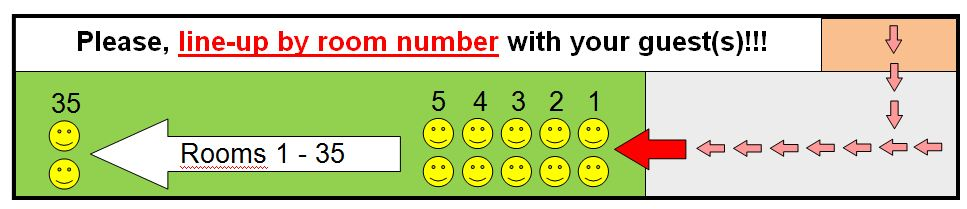 Please, line-up by room number with your guest(s)!!!
35 5 4 3 2 1
Rooms 1 - 35